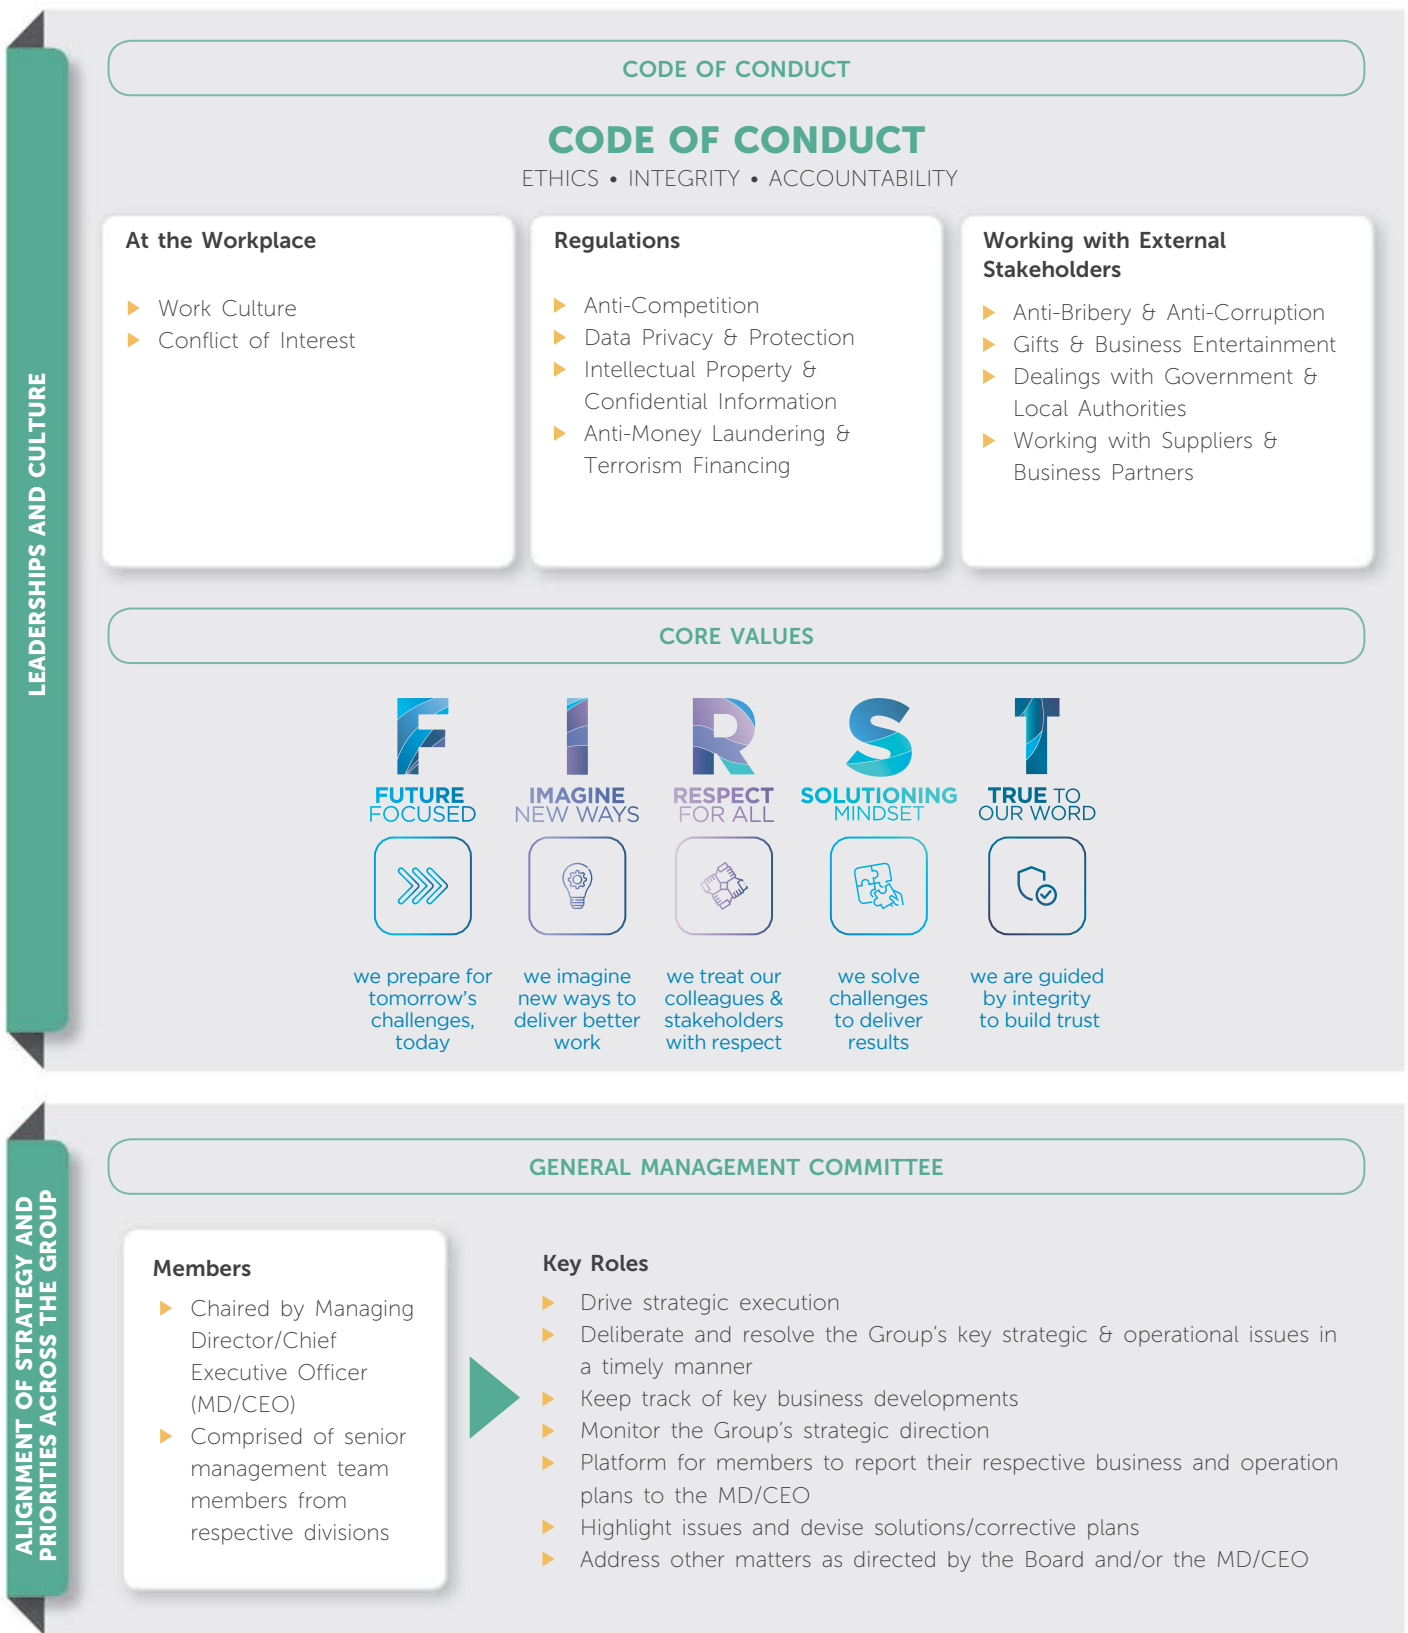 LEADERSHIPS AND CULTURE
CODE OF CONDUCT
CODE OF CONDUCT
ETHICS • INTEGRITY • ACCOUNTABILITY
At the Workplace
Work Culture
Conflict of Interest
Regulations
Anti-Competition
Data Privacy & Protection
Intellectual Property &
Confidential Information
Anti-Money Laundering &
Terrorism Financing
Working with External
Stakeholders
Anti-Bribery & Anti-Corruption
Gifts & Business Entertainment
Dealings with Government &
Local Authorities
Working with Suppliers &
Business Partners
CORE VALUES
F
FUTURE
FOCUSED
we prepare for
tomorrow's
challenges,
today
I
IMAGINE
NEW WAYS
we imagine
new ways to
deliver better
work
R
RESPECT
FOR ALL
we treat our
colleagues &
stakeholders
with respect
S
SOLUTIONING
MINDSET
we solve
challenges
to deliver
results
T
TRUE TO
OUR WORD
we are guided
by integrity
to build trust
ALIGNMENT OF STRATEGY AND
PRIORITIES ACROSS THE GROUP
GENERAL MANAGEMENT COMMITTEE
Members
Chaired by Managing
Director/Chief
Executive Officer
(MD/CEO)
Comprised of senior
management team
members from
respective divisions
Key Roles
Drive strategic execution
Deliberate and resolve the Group's key strategic & operational issues in
a timely manner
Keep track of key business developments
Monitor the Group's strategic direction
Platform for members to report their respective business and operation
plans to the MD/CEO
Highlight issues and devise solutions/corrective plans
Address other matters as directed by the Board and/or the MD/CEO